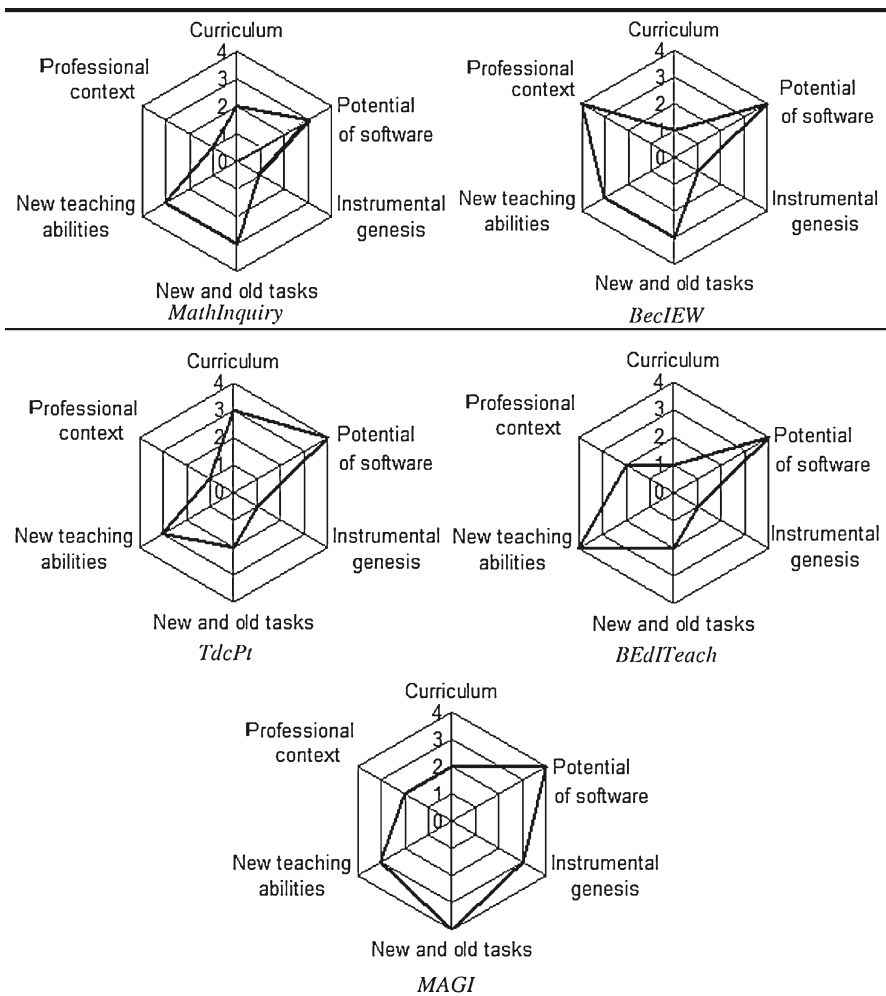 Curriculum
4
3
2
1
0
Professional
context
Potential
of software
New teaching
abilities
Instrumental
genesis
New and old tasks
MathInquiry
Curriculum
4
3
2
1
0
Professional
context
Potential
of software
New teaching
abilities
Instrumental
genesis
New and old tasks
BecIEW
Curriculum
4
3
2
1
0
Professional
context
Potential
of software
New teaching
abilities
Instrumental
genesis
New and old tasks
TdcPt
Curriculum
4
3
2
1
0
Professional
context
Potential
of software
New teaching
abilities
Instrumental
genesis
New and old tasks
BEdITeach
Curriculum
4
3
2
1
0
Professional
context
Potential
of software
New teaching
abilities
Instrumental
genesis
New and old tasks
MAGI